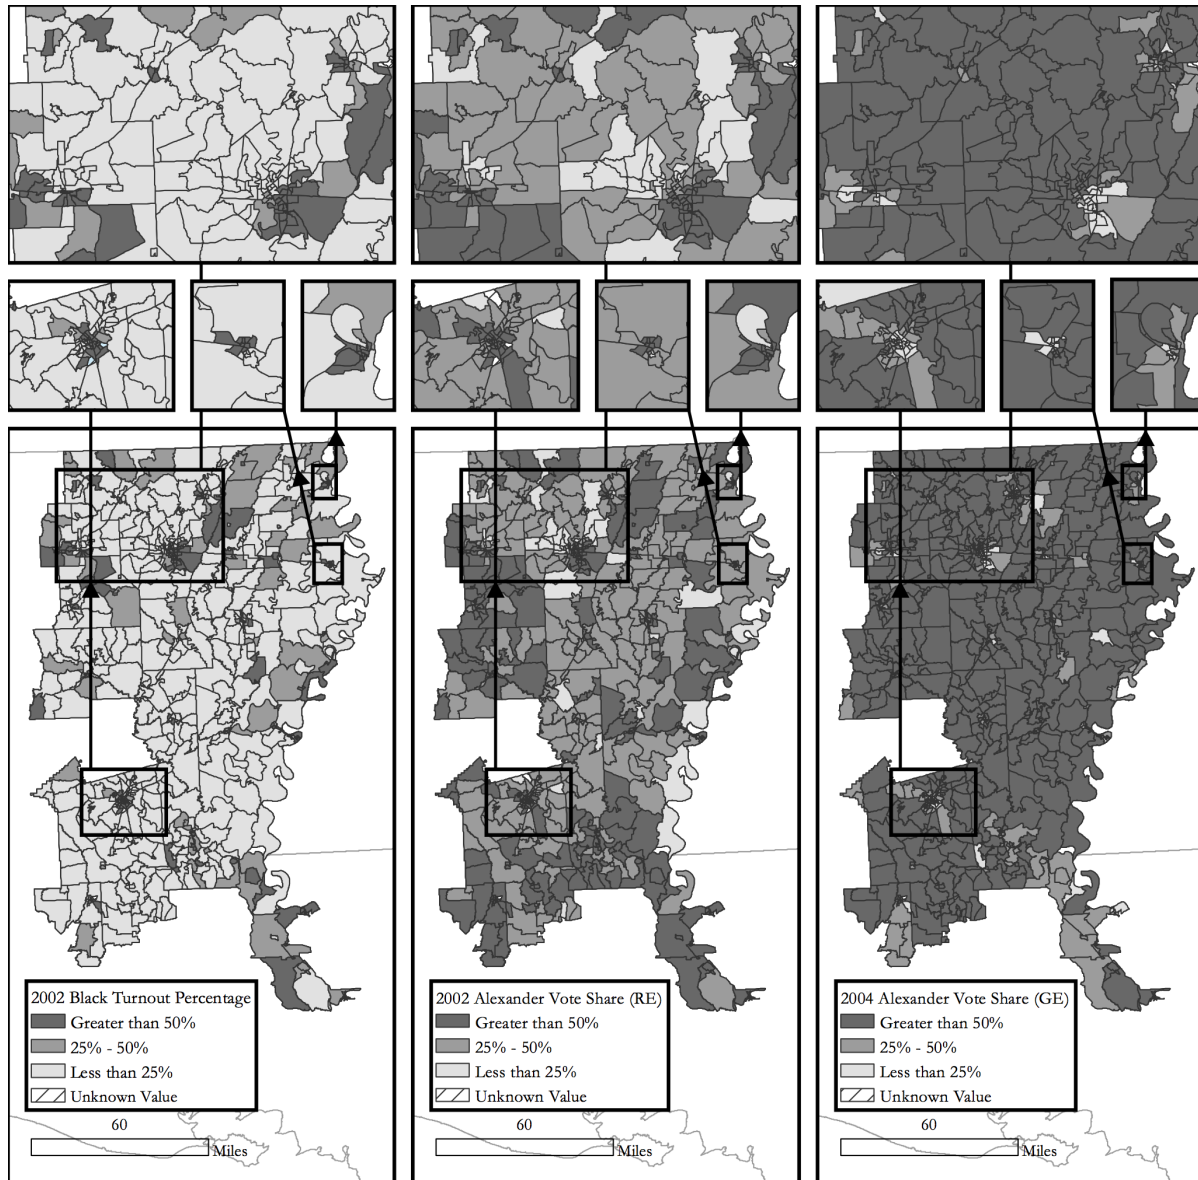 2002 Black Turnout Percentage
Greater than 50%
25% - 50%
Less than 25%
Unknown Value
60
Miles
2002 Alexander Vote Share (RE)
Greater than 50%
25% - 50%
Less than 25%
Unknown Value
60
Miles
2004 Alexander Vote Share (GE)
Greater than 50%
25% - 50%
Less than 25%
Unknown Value
60
Miles